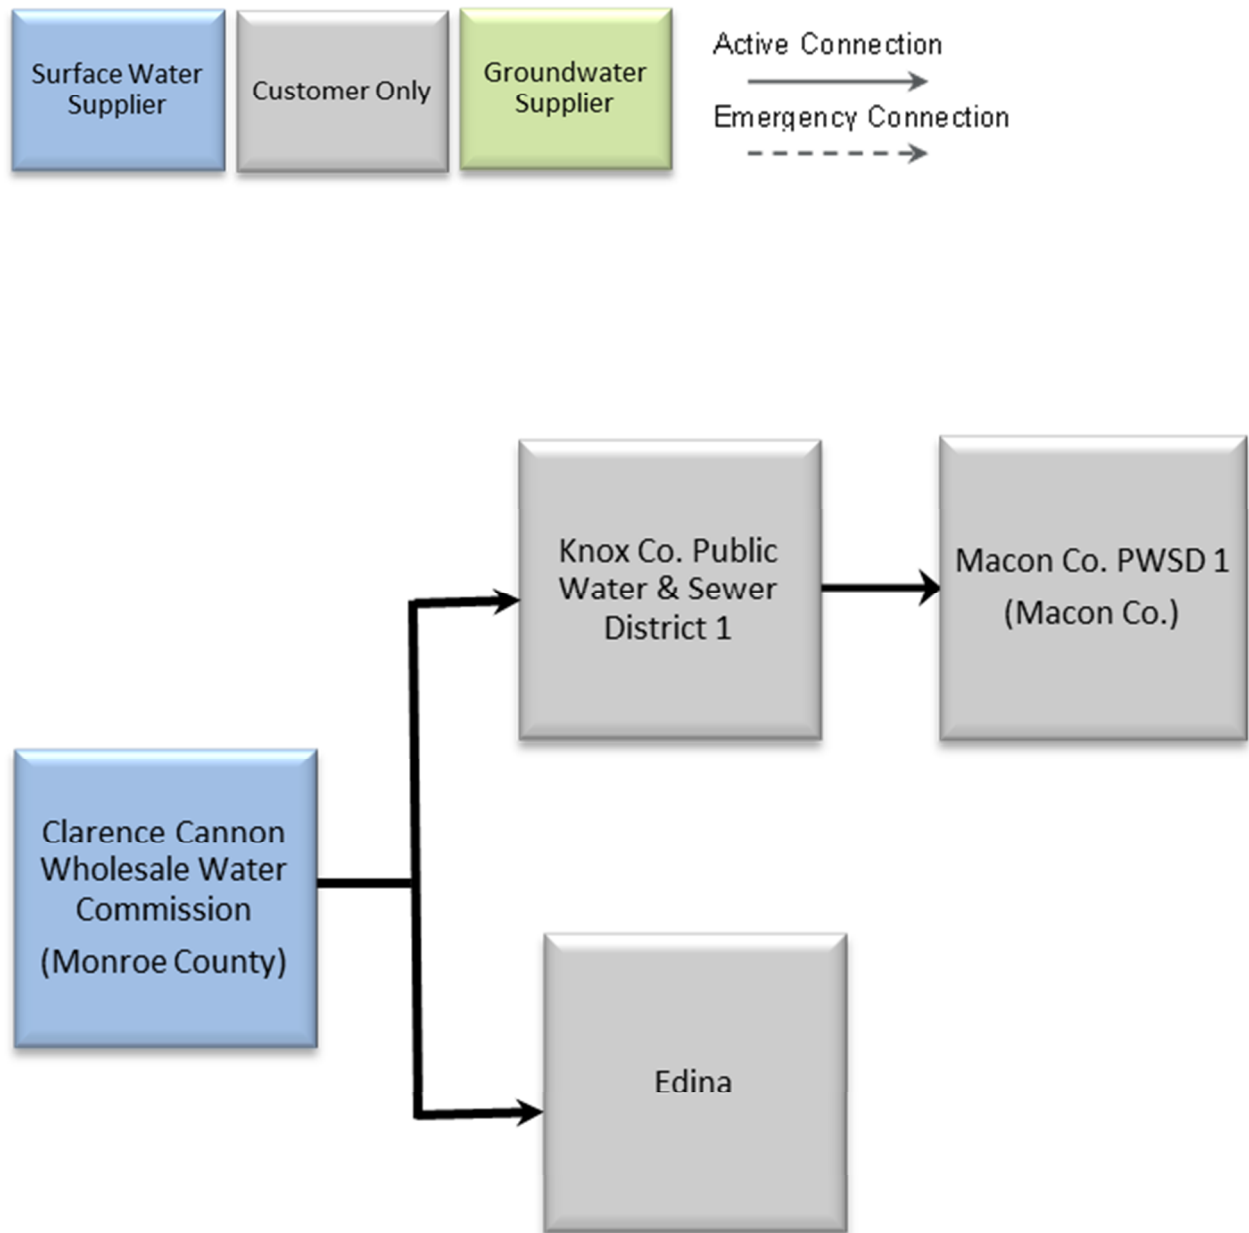 Surface Water
Supplier
Customer Only
Groundwater
Supplier
Active Connection
Emergency Connection
Knox Co. Public
Water & Sewer
District 1
Macon Co. PWSD 1
(Macon Co.)
Clarence Cannon
Wholesale Water
Commission
(Monroe County)
Edina